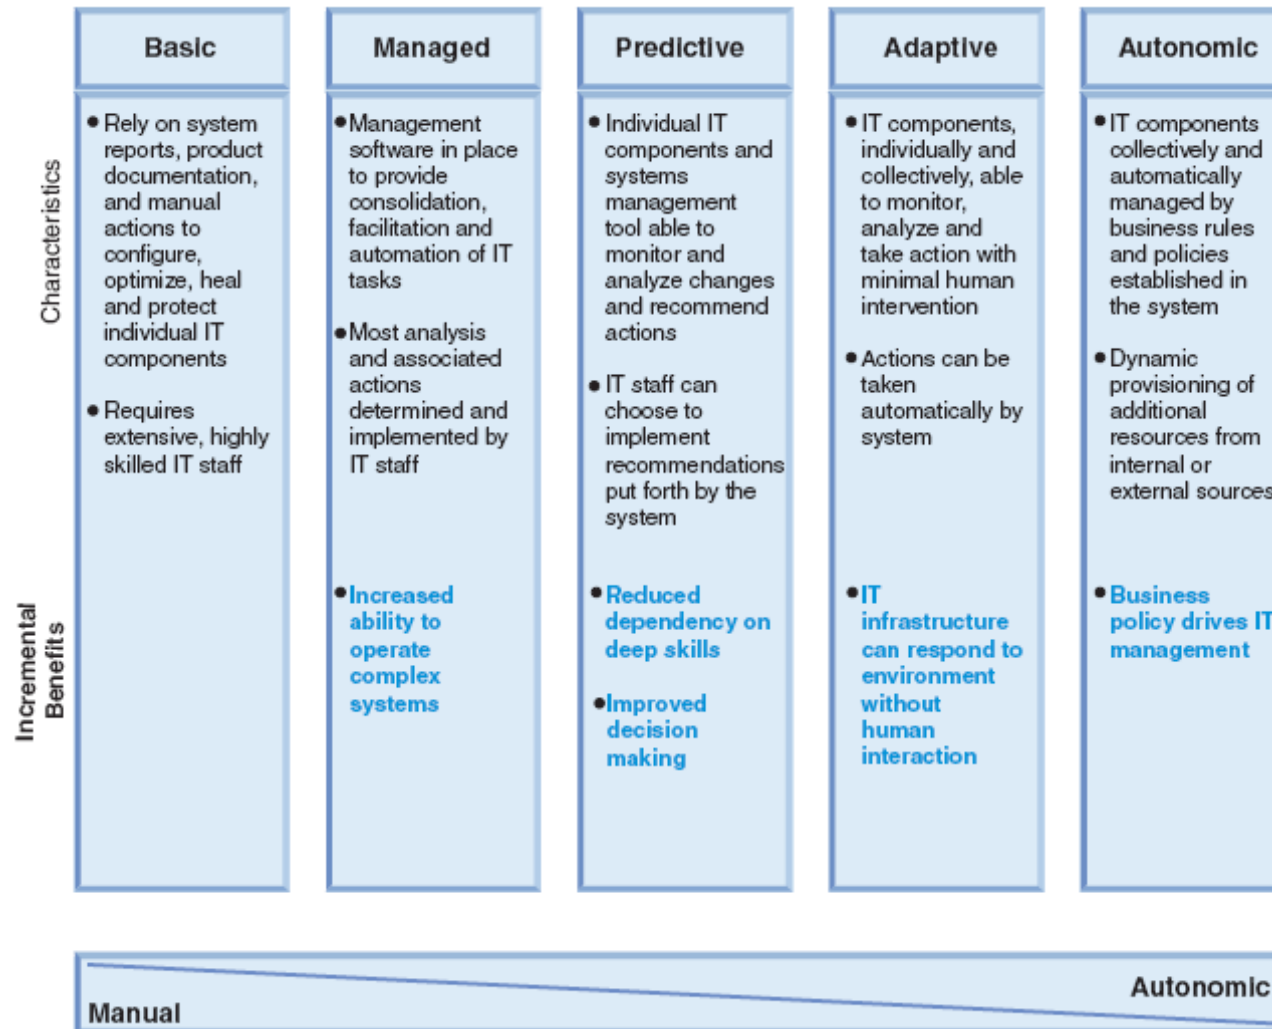 Basic
Managed
Predictive
Adaptive
Autonomic
Characteristics
Rely on system
reports, product
documentation,
and manual
actions to
configure,
optimize, heal
and protect
individual IT
components
Requires
extensive, highly
skilled IT staff
Management
software in place
to provide
consolidation,
facilitation and
automation of IT
tasks
Most analysis
and associated
actions
determined and
implemented by
IT staff
Individual IT
components and
systems
management
tool able to
monitor and
analyze changes
and recommend
actions
IT staff can
choose to
implement
recommendations
put forth by the
system
IT components,
individually and
collectively, able
to monitor,
analyze and
take action with
minimal human
intervention
Actions can be
taken
automatically by
system
IT components
collectively and
automatically
managed by
business rules
and policies
established in
the system
Dynamic
provisioning of
additional
resources from
internal or
external sources
Incremental
Benefits
Increased
ability to
operate
complex
systems
Reduced
dependency on
deep skills
Improved
decision
making
IT
infrastructure
can respond to
environment
without
human
interaction
Business
policy drives IT
management
Manual
Autonomic